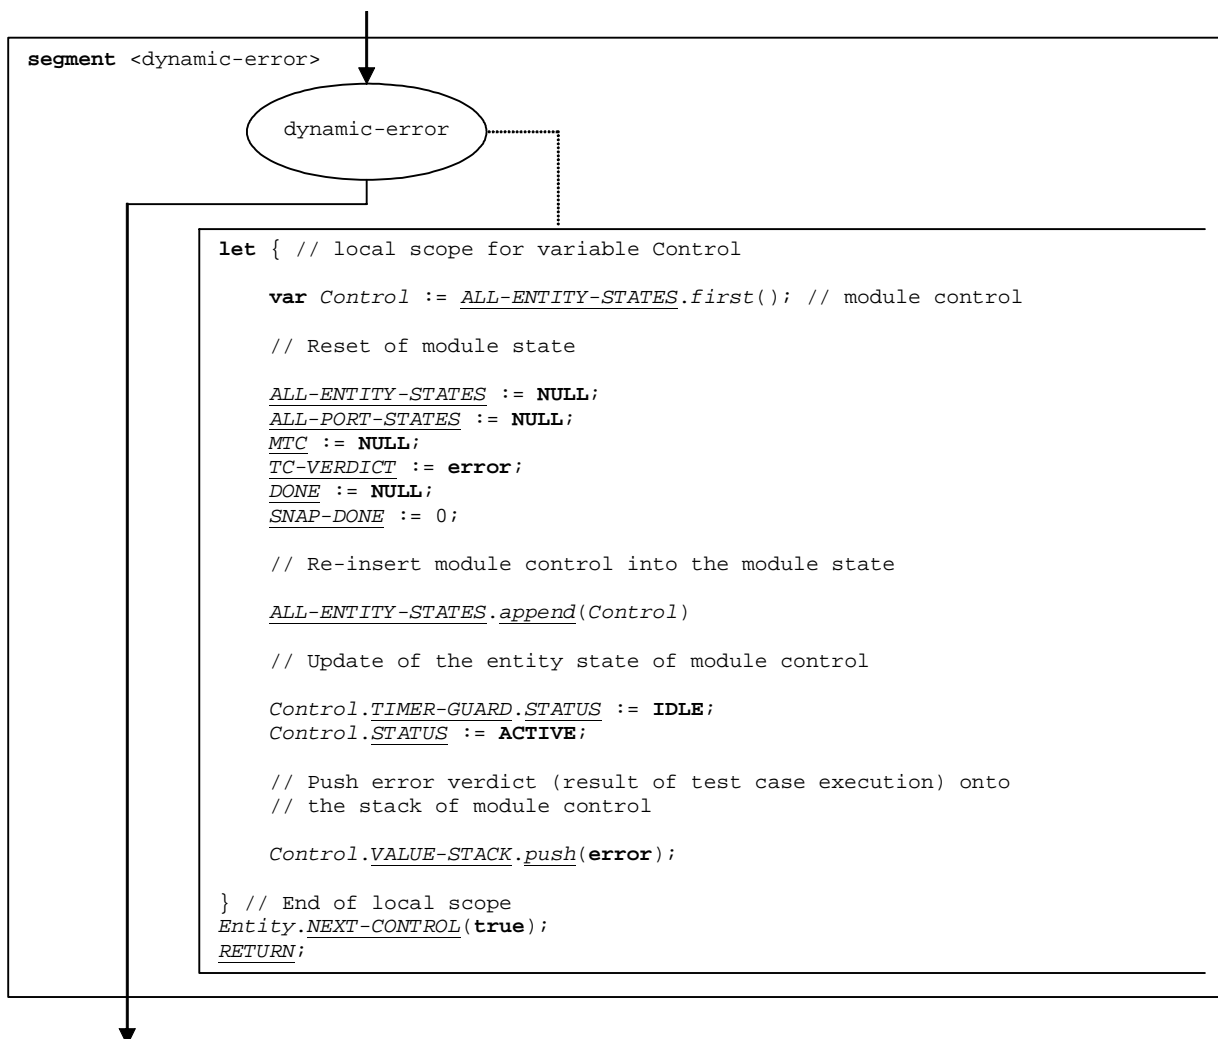 segment <dynamic-error>
dynamic-error
let { // local scope for variable Control
var Control := ALL-ENTITY-STATES.first(); // module control
// Reset of module state
ALL-ENTITY-STATES := NULL;
ALL-PORT-STATES := NULL;
MTC := NULL;
TC-VERDICT := error;
DONE := NULL;
SNAP-DONE := 0;
// Re-insert module control into the module state
ALL-ENTITY-STATES.append(Control)
// Update of the entity state of module control
Control.TIMER-GUARD.STATUS := IDLE;
Control.STATUS := ACTIVE;
// Push error verdict (result of test case execution) onto
// the stack of module control
Control.VALUE-STACK.push(error);
} // End of local scope
Entity.NEXT-CONTROL(true);
RETURN;